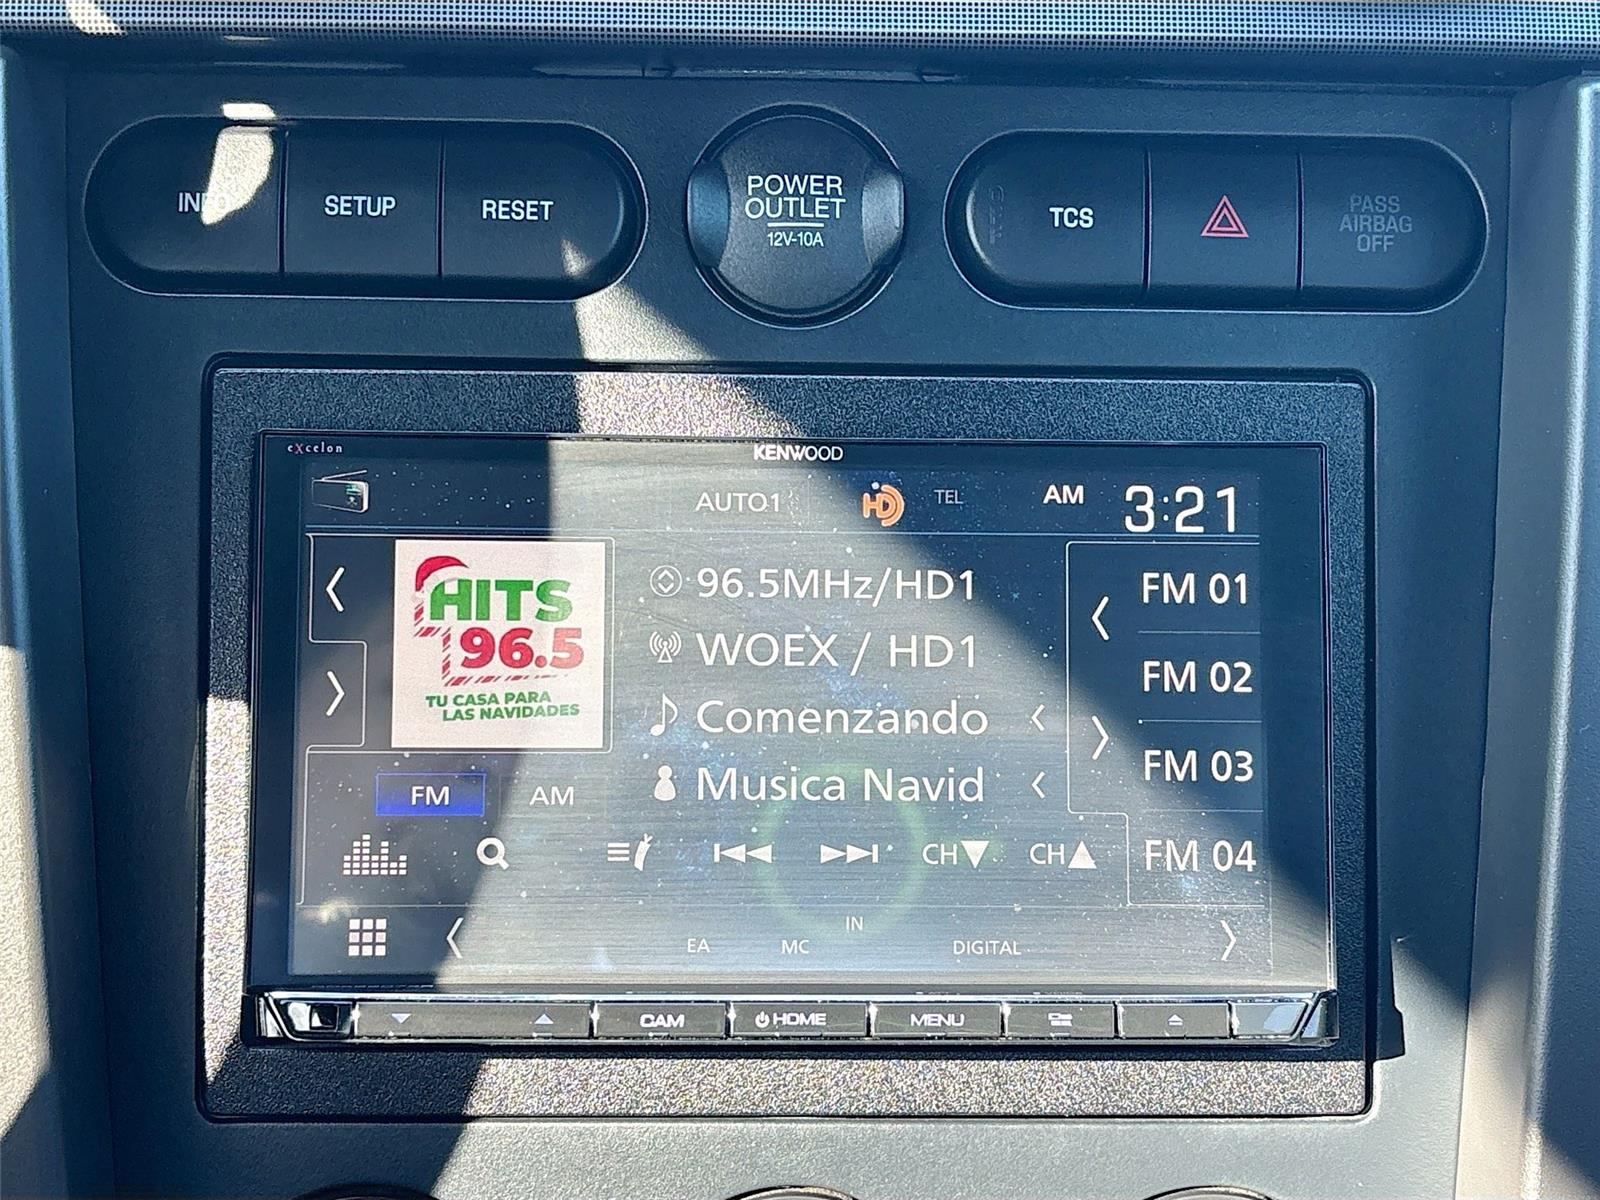 INFO
SETUP
RESET
POWER
OUTLET
12V-10A
TCS
PASS
AIRBAG
OFF
eXcelon
KENWOOD
AUTO1
HD
TEL
AM
3:21
HITS
96.5
TU CASA PARA
LAS NAVIDADES
96.5MHz/HD1
WOEX / HD1
Comenzando
Musica Navid
FM 01
FM 02
FM 03
FM 04
FM
AM
CH
CH
IN
EA
MC
DIGITAL
CAM
HOME
MENU